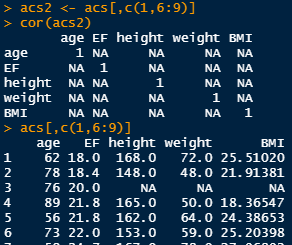 > acs2 <- acs[,c(1,6:9)]
> cor(acs2)
age EF height weight BMI
age 1 NA NA NA NA
EF NA 1 NA NA NA
height NA NA 1 NA NA
weight NA NA NA 1 NA
BMI NA NA NA NA 1
> acs[,c(1,6:9)]
age EF height weight BMI
1 62 18.0 168.0 72.0 25.51020
2 78 18.4 148.0 48.0 21.91381
3 76 20.0 NA NA NA
4 89 21.8 165.0 50.0 18.36547
5 56 21.8 162.0 64.0 24.38653
6 73 22.0 153.0 59.0 25.20398